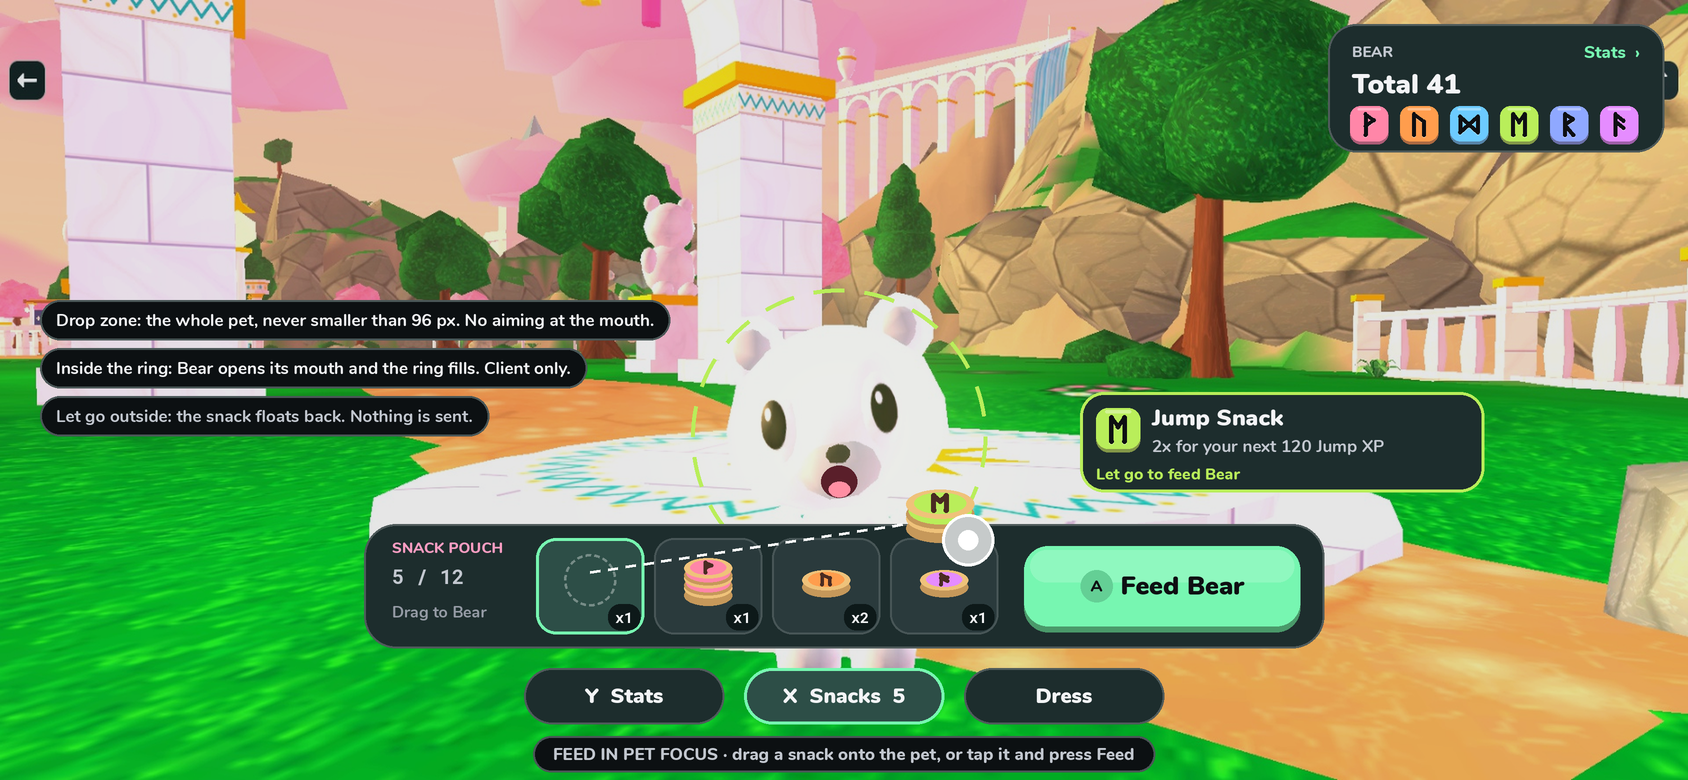 BEAR
Stats ›
Total 41
ᚹ ᚢ ᛞ ᛖ ᚱ ᚨ
Drop zone: the whole pet, never smaller than 96 px. No aiming at the mouth.
Inside the ring: Bear opens its mouth and the ring fills. Client only.
Let go outside: the snack floats back. Nothing is sent.
ᛖ
Jump Snack
2x for your next 120 Jump XP
Let go to feed Bear
ᛖ
SNACK POUCH
5 / 12
Drag to Bear
x1
ᚹ
x1
ᚢ
x2
ᚨ
x1
A Feed Bear
Y Stats
X Snacks 5
Dress
FEED IN PET FOCUS · drag a snack onto the pet, or tap it and press Feed